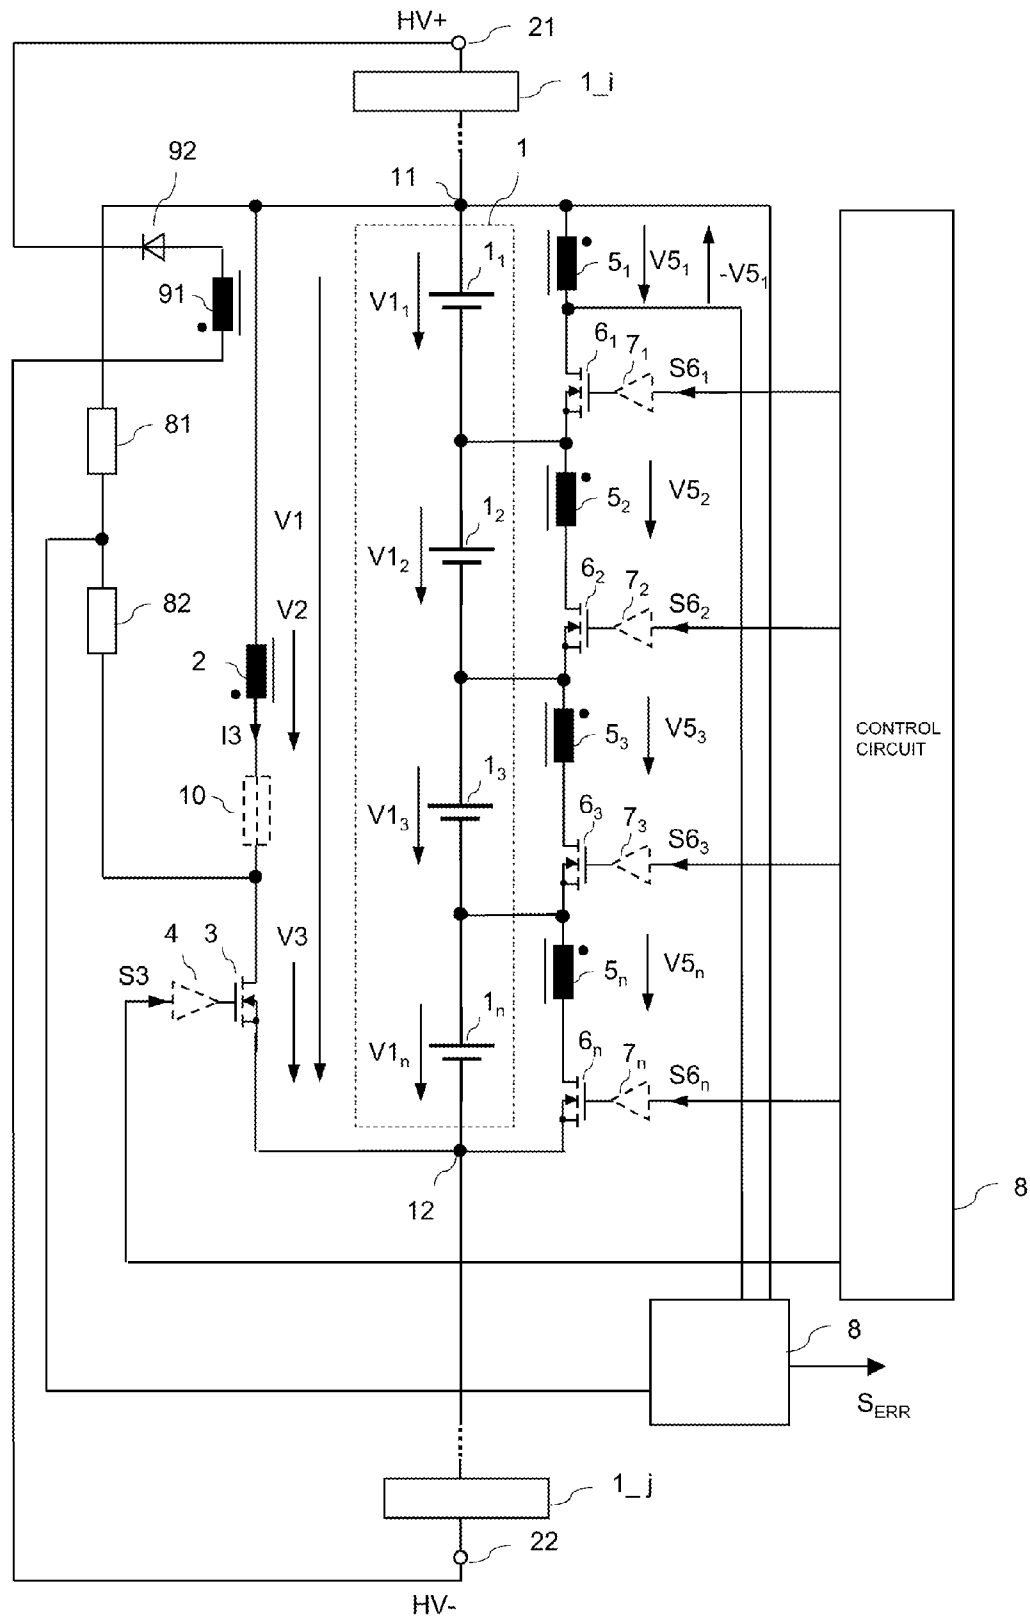 HV+
21
1_i
1
92
11
1₁
5₁
V5₁
-V5₁
91
V1₁
6₁
7₁
S6₁
81
V1
5₂
V5₂
1₂
V1₂
6₂
7₂
S6₂
82
V2
2
I3
5₃
V5₃
CONTROL
CIRCUIT
10
1₃
V1₃
6₃
7₃
S6₃
4
3
V3
S3
5ₙ
V5ₙ
1ₙ
V1ₙ
6ₙ
7ₙ
S6ₙ
12
8
8
S_ERR
1_j
22
HV-